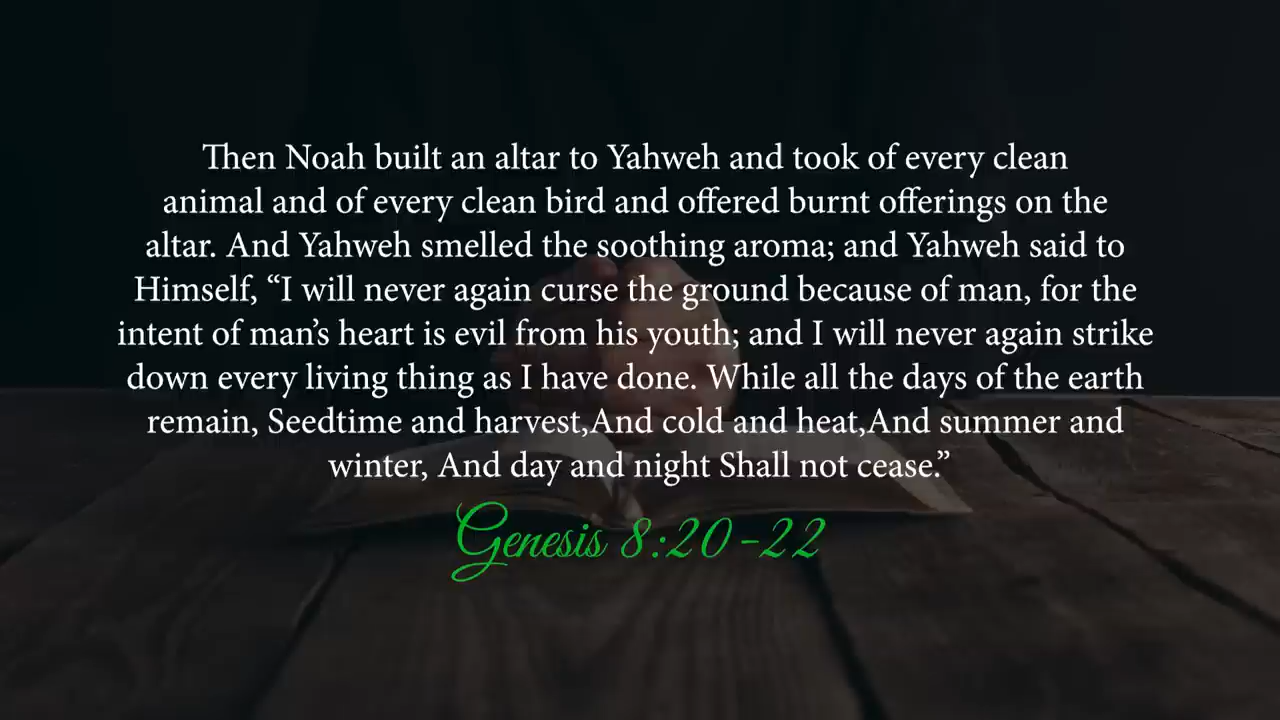 Then Noah built an altar to Yahweh and took of every clean
animal and of every clean bird and offered burnt offerings on the
altar. And Yahweh smelled the soothing aroma; and Yahweh said to
Himself, “I will never again curse the ground because of man, for the
intent of man’s heart is evil from his youth; and I will never again strike
down every living thing as I have done. While all the days of the earth
remain, Seedtime and harvest,And cold and heat,And summer and
winter, And day and night Shall not cease.”
Genesis 8:20-22